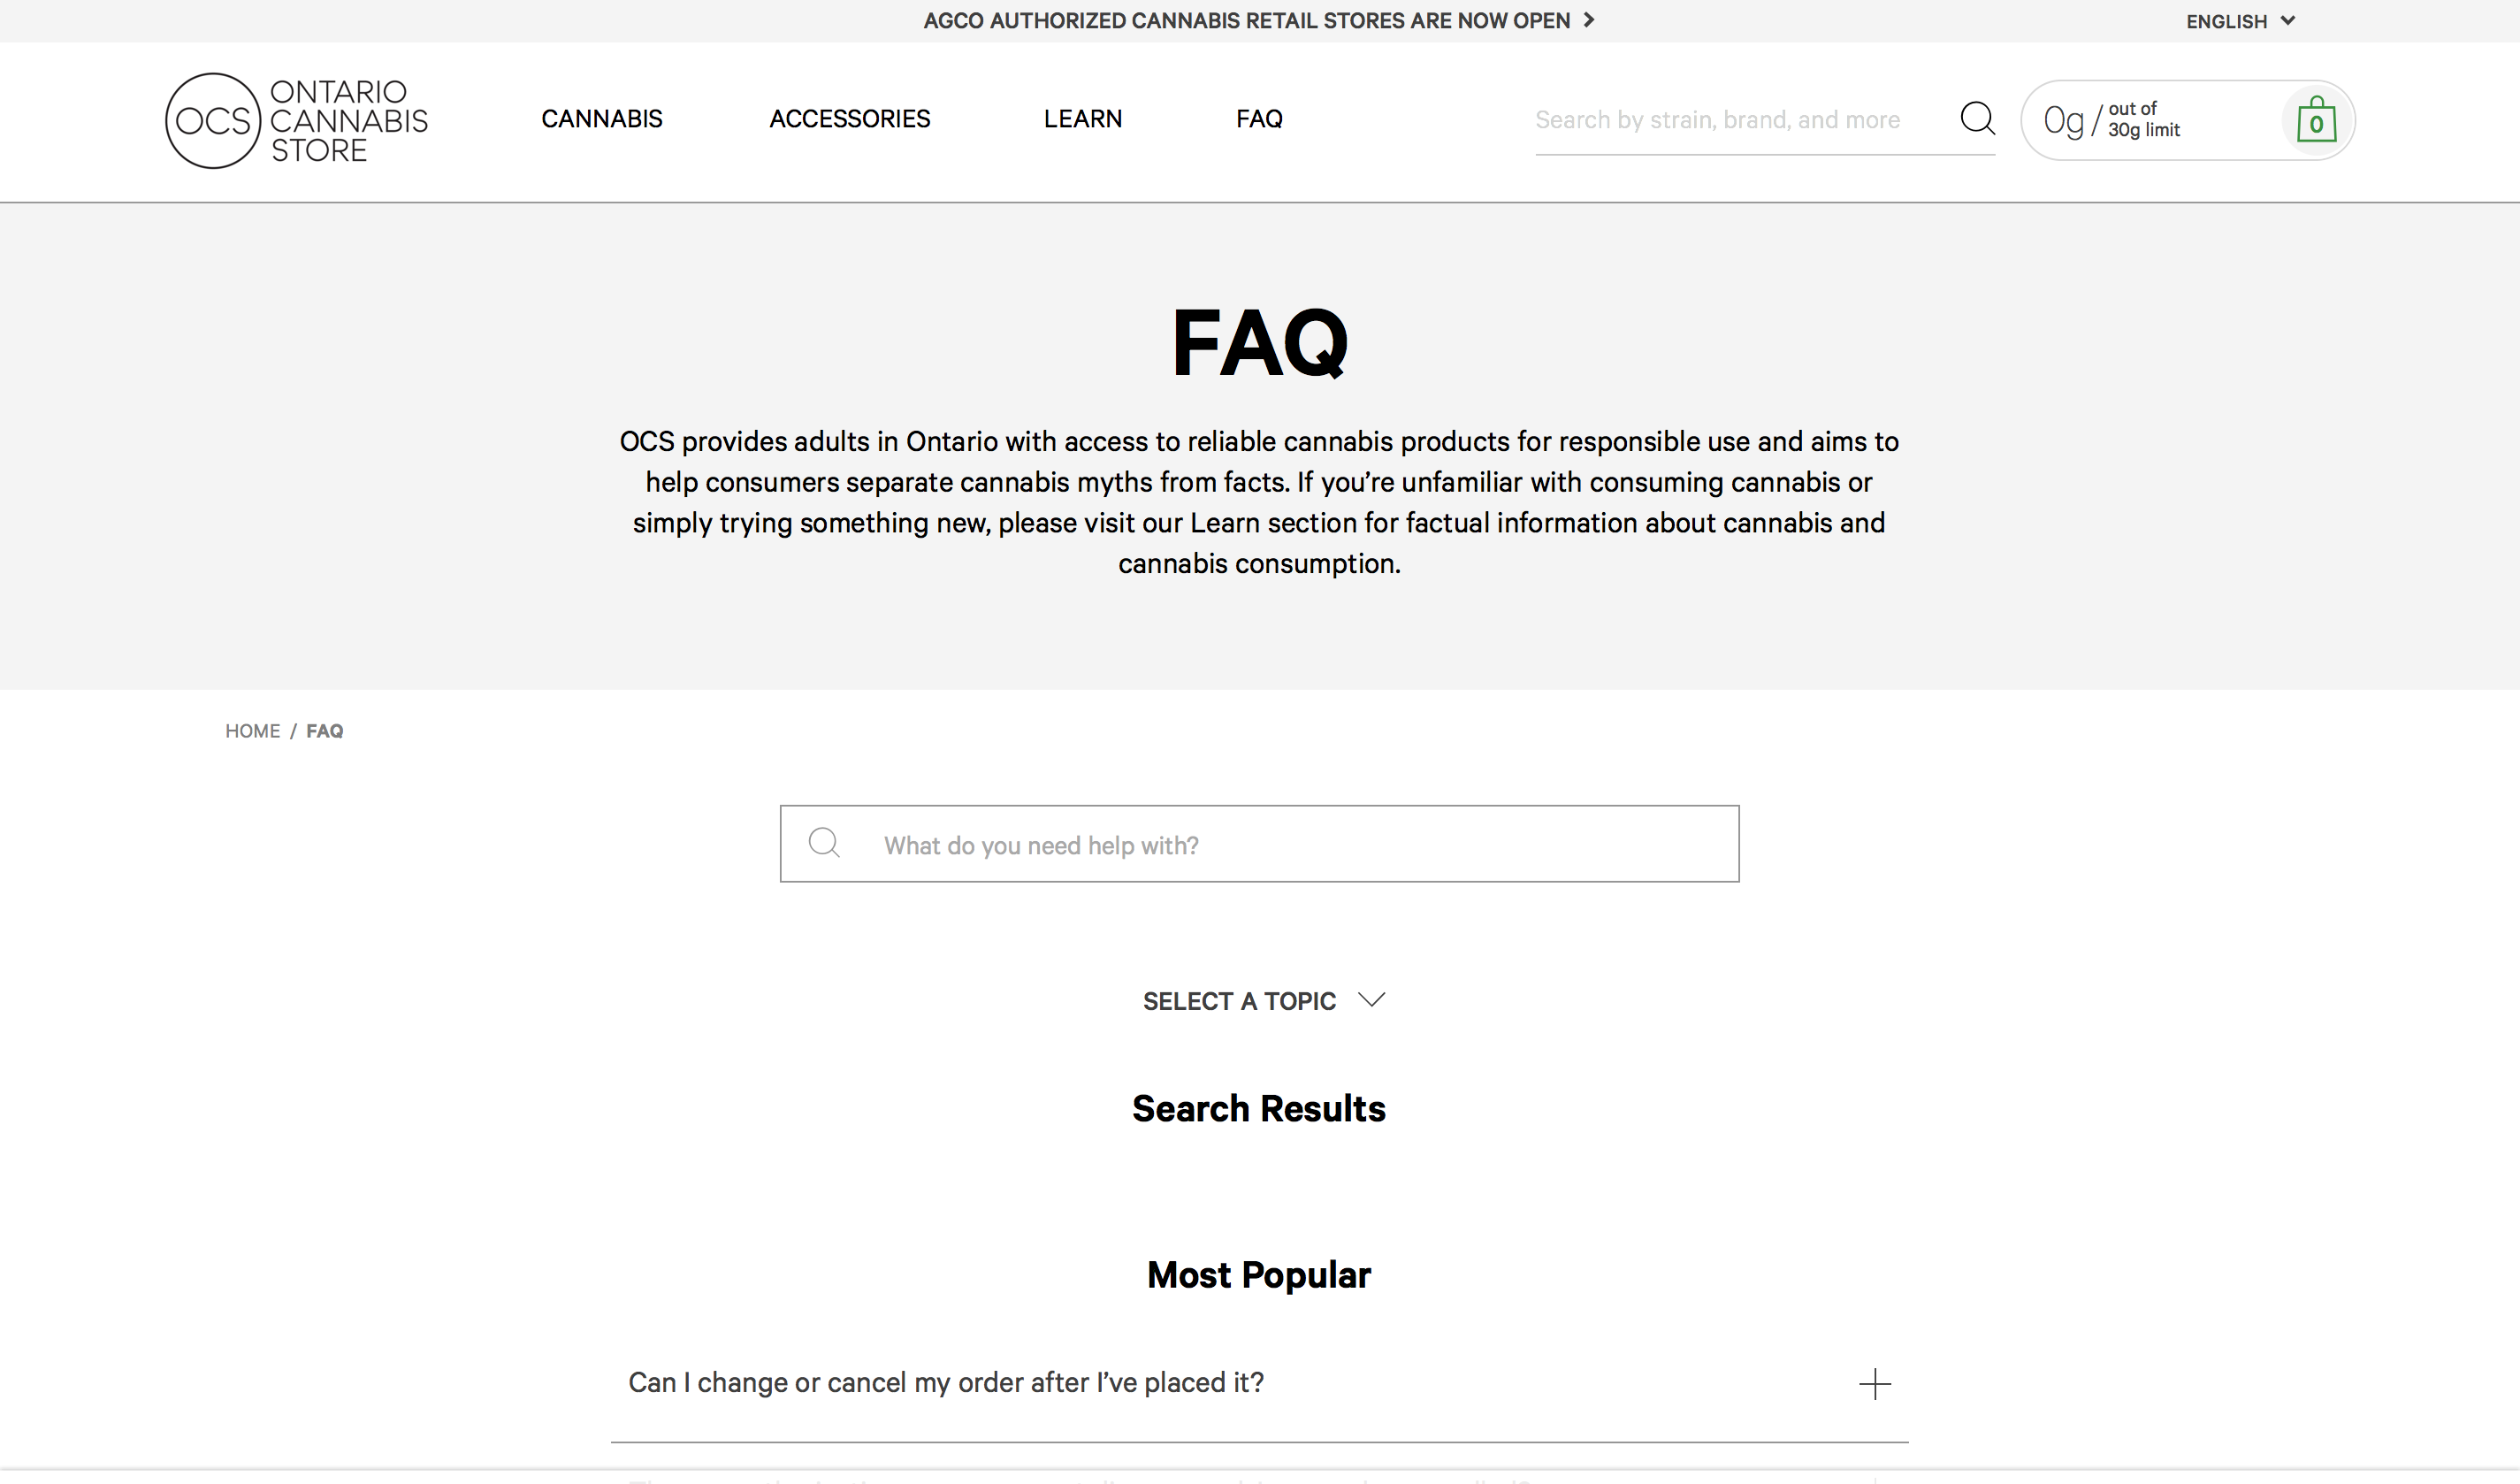 AGCO AUTHORIZED CANNABIS RETAIL STORES ARE NOW OPEN
ENGLISH
OCS
ONTARIO
CANNABIS
STORE
CANNABIS
ACCESSORIES
LEARN
FAQ
Search by strain, brand, and more
0g / out of
30g limit
0
FAQ
OCS provides adults in Ontario with access to reliable cannabis products for responsible use and aims to
help consumers separate cannabis myths from facts. If you’re unfamiliar with consuming cannabis or
simply trying something new, please visit our Learn section for factual information about cannabis and
cannabis consumption.
HOME / FAQ
What do you need help with?
SELECT A TOPIC
Search Results
Most Popular
Can I change or cancel my order after I’ve placed it?